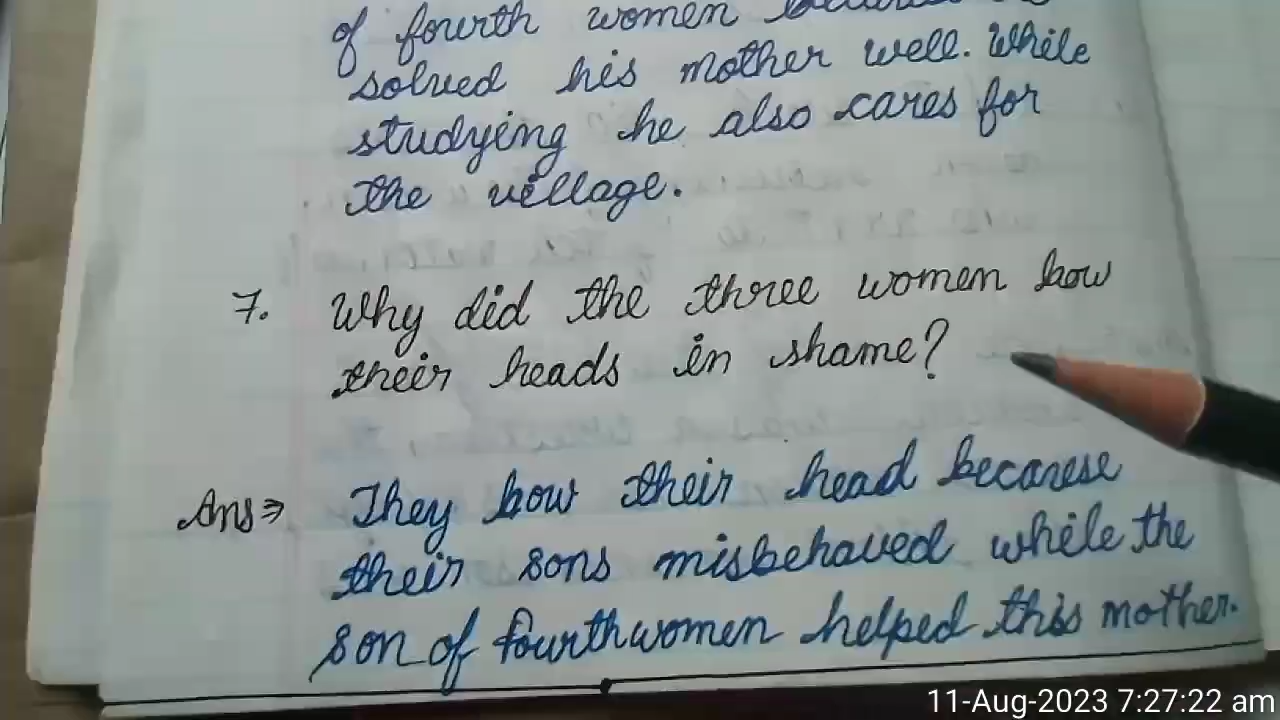 of fourth women
solved his mother well. While
studying he also cares for
the village.
7. Why did the three women bow
their heads in shame?
Ans⇒ They bow their head becarese
their sons misbehaved while the
son of fourthwomen helped this mother.
11-Aug-2023 7:27:22 am